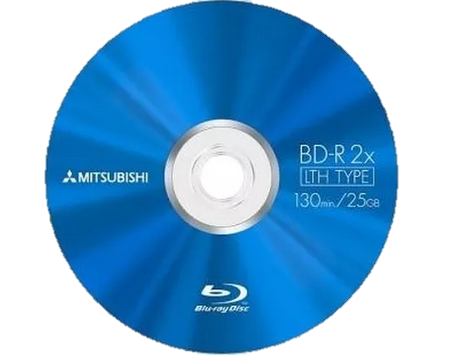 MITSUBISHI
BD-R 2x
LTH TYPE
130min./25GB
Blu-ray Disc